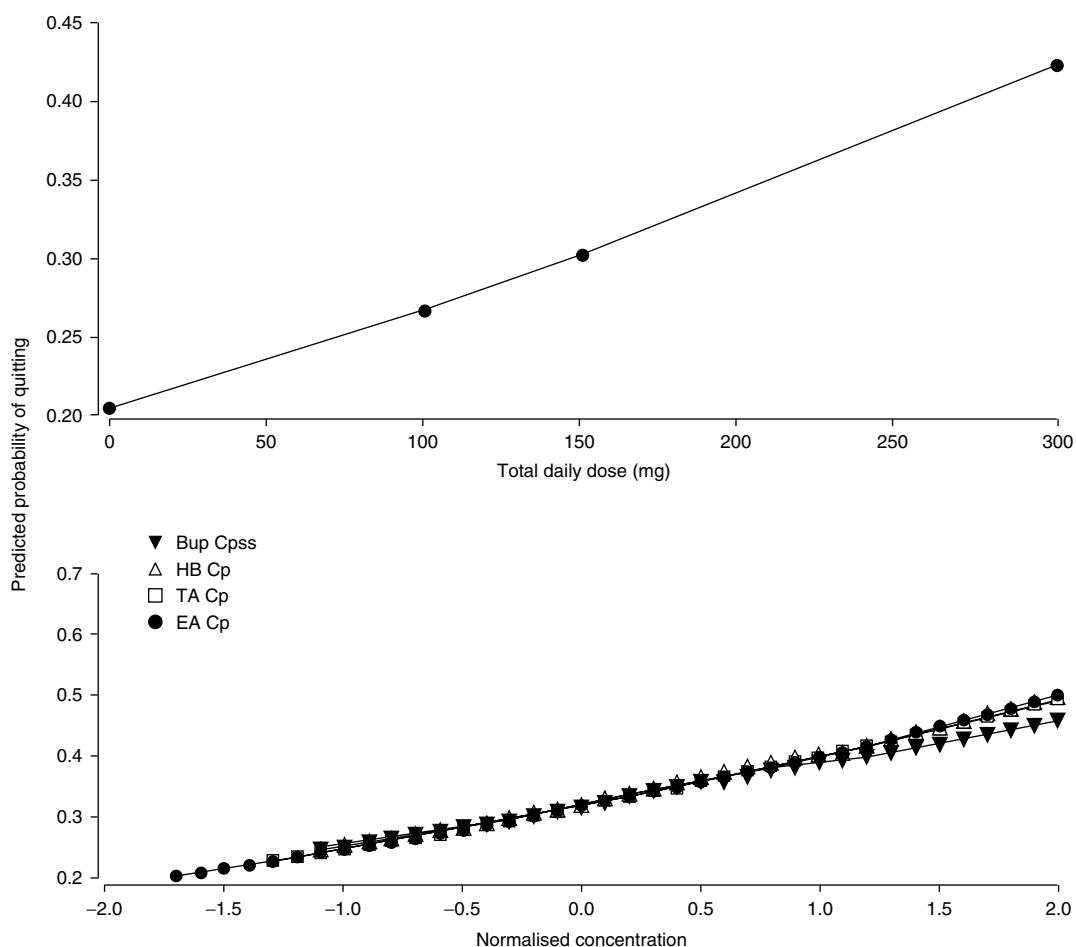 0.45
0.40
0.35
0.30
0.25
0.20
0 50 100 150 200 250 300
Total daily dose (mg)
Predicted probability of quitting
Bup Cpss
HB Cp
TA Cp
EA Cp
0.7
0.6
0.5
0.4
0.3
0.2
−2.0 −1.5 −1.0 −0.5 0.0 0.5 1.0 1.5 2.0
Normalised concentration